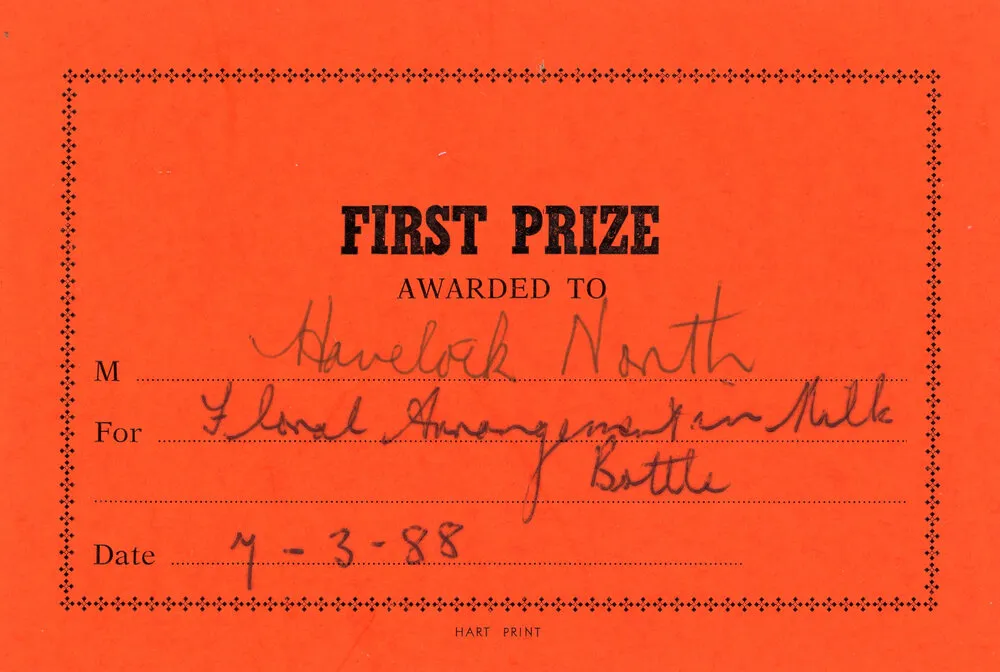 FIRST PRIZE
AWARDED TO
M Havelock North
For Floral Arrangement in Milk
Bottle
Date 7-3-88
HART PRINT